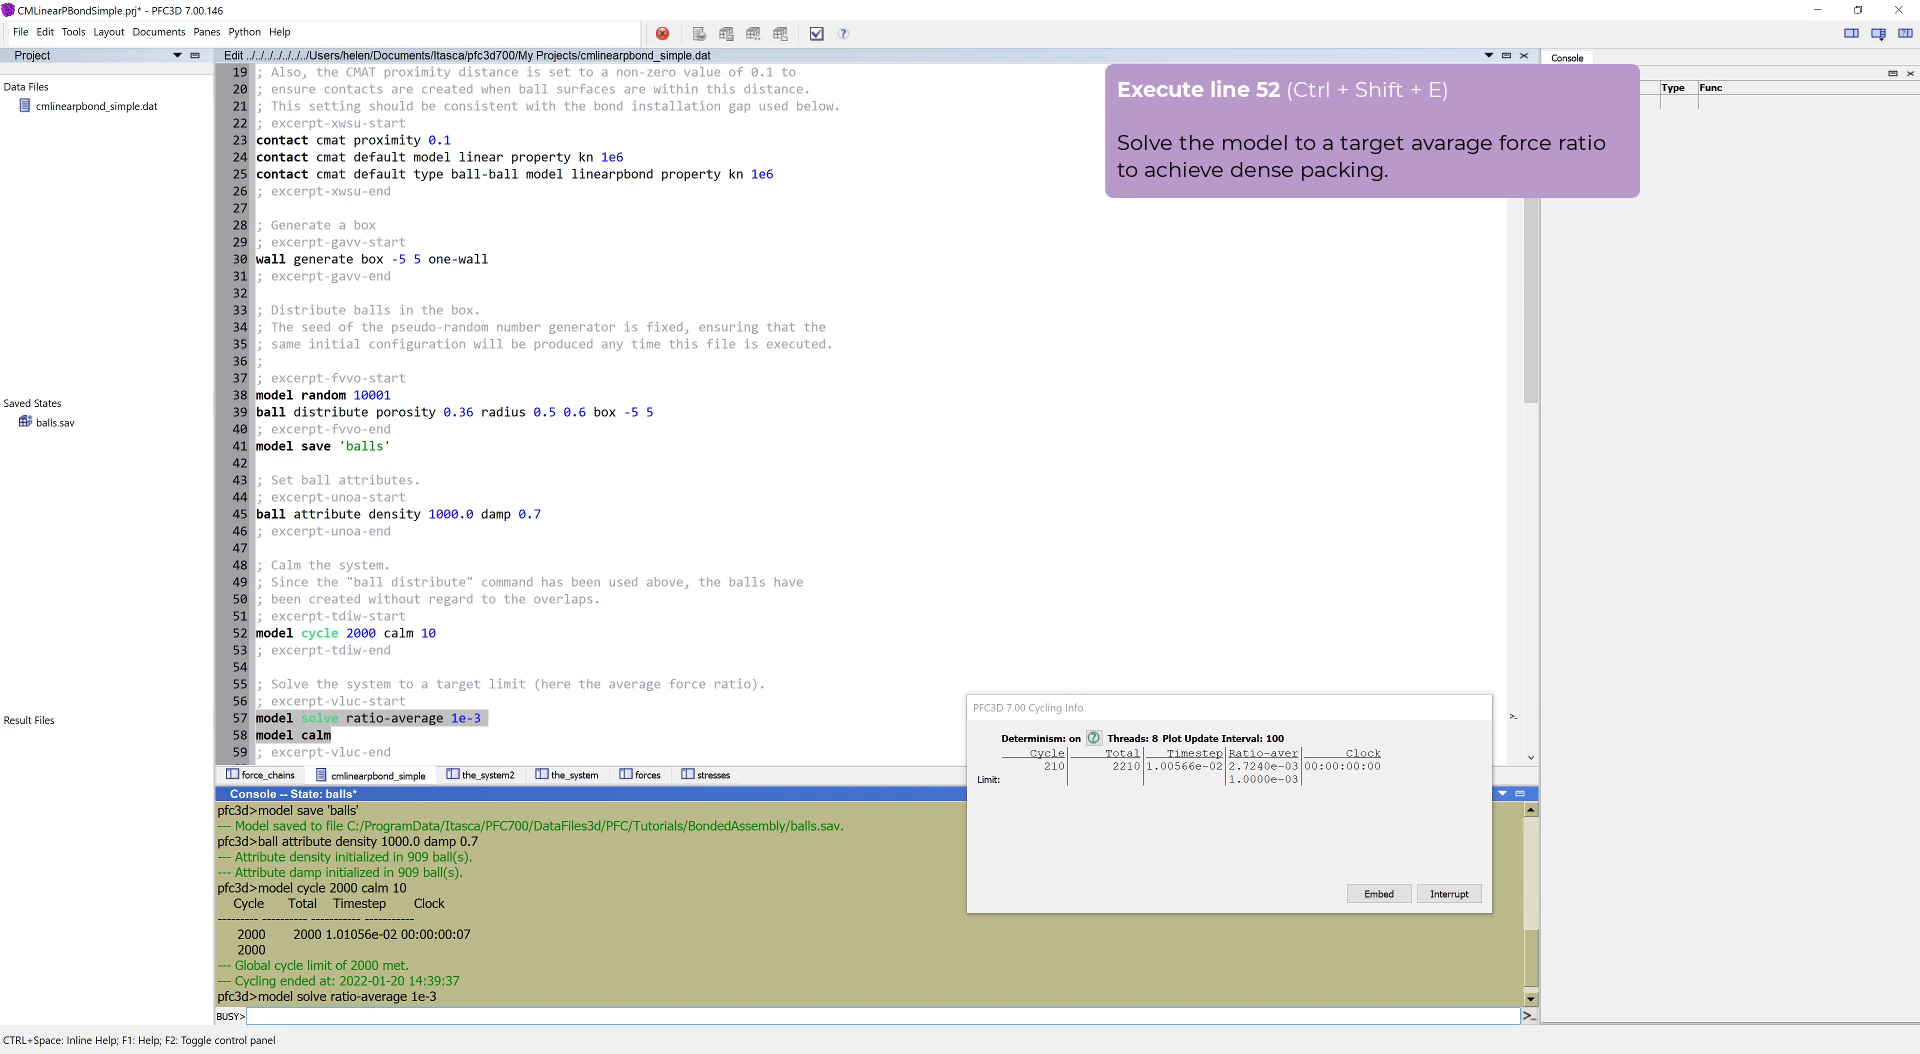 CMLinearPBondSimple.prj* - PFC3D 7.00.146
File Edit Tools Layout Documents Panes Python Help
Project
Data Files
cmlinearpbond_simple.dat
Saved States
balls.sav
Result Files
Edit ../../../../../../../Users/helen/Documents/Itasca/pfc3d700/My Projects/cmlinearpbond_simple.dat
19 ; Also, the CMAT proximity distance is set to a non-zero value of 0.1 to
20 ; ensure contacts are created when ball surfaces are within this distance.
21 ; This setting should be consistent with the bond installation gap used below.
22 ; excerpt-xwsu-start
23 contact cmat proximity 0.1
24 contact cmat default model linear property kn 1e6
25 contact cmat default type ball-ball model linearpbond property kn 1e6
26 ; excerpt-xwsu-end
27
28 ; Generate a box
29 ; excerpt-gavv-start
30 wall generate box -5 5 one-wall
31 ; excerpt-gavv-end
32
33 ; Distribute balls in the box.
34 ; The seed of the pseudo-random number generator is fixed, ensuring that the
35 ; same initial configuration will be produced any time this file is executed.
36 ;
37 ; excerpt-fvvo-start
38 model random 10001
39 ball distribute porosity 0.36 radius 0.5 0.6 box -5 5
40 ; excerpt-fvvo-end
41 model save 'balls'
42
43 ; Set ball attributes.
44 ; excerpt-unoa-start
45 ball attribute density 1000.0 damp 0.7
46 ; excerpt-unoa-end
47
48 ; Calm the system.
49 ; Since the "ball distribute" command has been used above, the balls have
50 ; been created without regard to the overlaps.
51 ; excerpt-tdiw-start
52 model cycle 2000 calm 10
53 ; excerpt-tdiw-end
54
55 ; Solve the system to a target limit (here the average force ratio).
56 ; excerpt-vluc-start
57 model solve ratio-average 1e-3
58 model calm
59 ; excerpt-vluc-end
Execute line 52 (Ctrl + Shift + E)
Solve the model to a target avarage force ratio
to achieve dense packing.
Console
Type Func
force_chains cmlinearpbond_simple the_system2 the_system forces stresses
PFC3D 7.00 Cycling Info
Determinism: on Threads: 8 Plot Update Interval: 100
Cycle Total Timestep Ratio-aver Clock
210 2210 1.00566e-02 2.7240e-03 00:00:00:00
Limit: 1.0000e-03
Embed Interrupt
Console -- State: balls*
pfc3d>model save 'balls'
--- Model saved to file C:/ProgramData/Itasca/PFC700/DataFiles3d/PFC/Tutorials/BondedAssembly/balls.sav.
pfc3d>ball attribute density 1000.0 damp 0.7
--- Attribute density initialized in 909 ball(s).
--- Attribute damp initialized in 909 ball(s).
pfc3d>model cycle 2000 calm 10
Cycle Total Timestep Clock
--------- ---------- ----------- -----------
2000 2000 1.01056e-02 00:00:00:07
2000
--- Global cycle limit of 2000 met.
--- Cycling ended at: 2022-01-20 14:39:37
pfc3d>model solve ratio-average 1e-3
BUSY>
CTRL+Space: Inline Help; F1: Help; F2: Toggle control panel